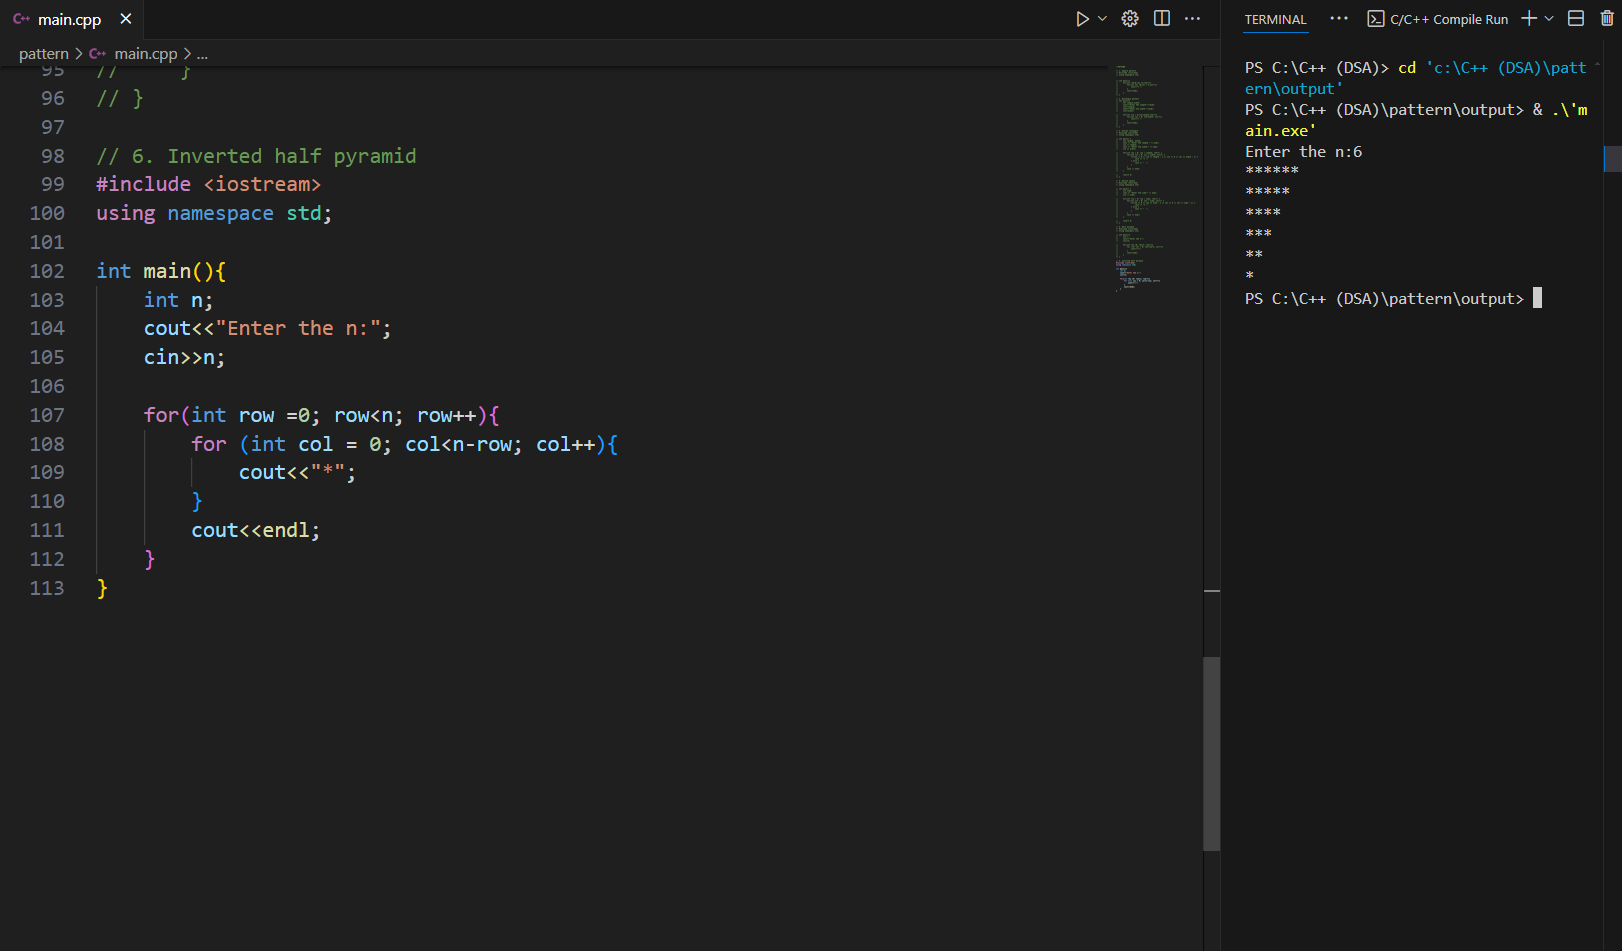 main.cpp
pattern > main.cpp > ...
95 //     }
96 // }
97
98 // 6. Inverted half pyramid
99 #include <iostream>
100 using namespace std;
101
102 int main(){
103     int n;
104     cout<<"Enter the n:";
105     cin>>n;
106
107     for(int row =0; row<n; row++){
108         for (int col = 0; col<n-row; col++){
109             cout<<"*";
110         }
111         cout<<endl;
112     }
113 }
TERMINAL ... C/C++ Compile Run
PS C:\C++ (DSA)> cd 'c:\C++ (DSA)\patt
ern\output'
PS C:\C++ (DSA)\pattern\output> & .\'m
ain.exe'
Enter the n:6
******
*****
****
***
**
*
PS C:\C++ (DSA)\pattern\output>